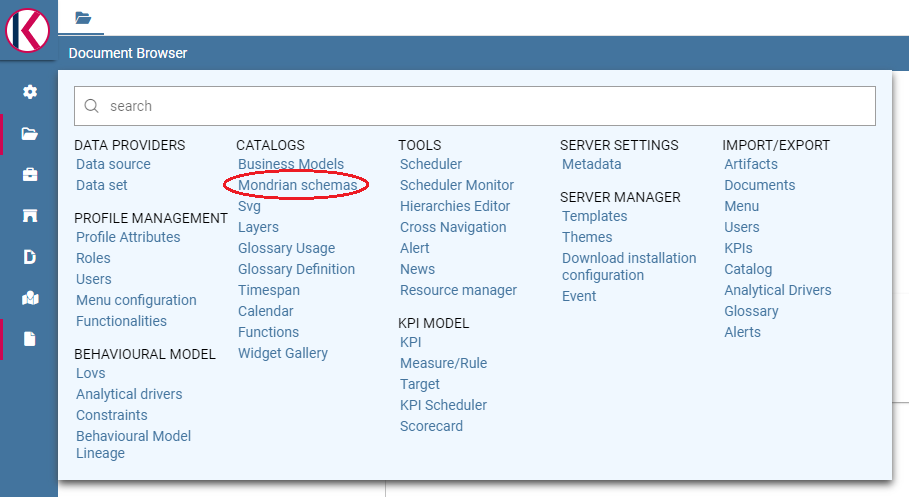 K
Document Browser
search
DATA PROVIDERS
Data source
Data set
PROFILE MANAGEMENT
Profile Attributes
Roles
Users
Menu configuration
Functionalities
BEHAVIOURAL MODEL
Lovs
Analytical drivers
Constraints
Behavioural Model
Lineage
CATALOGS
Business Models
Mondrian schemas
Svg
Layers
Glossary Usage
Glossary Definition
Timespan
Calendar
Functions
Widget Gallery
TOOLS
Scheduler
Scheduler Monitor
Hierarchies Editor
Cross Navigation
Alert
News
Resource manager
KPI MODEL
KPI
Measure/Rule
Target
KPI Scheduler
Scorecard
SERVER SETTINGS
Metadata
SERVER MANAGER
Templates
Themes
Download installation
configuration
Event
IMPORT/EXPORT
Artifacts
Documents
Menu
Users
KPIs
Catalog
Analytical Drivers
Glossary
Alerts
D